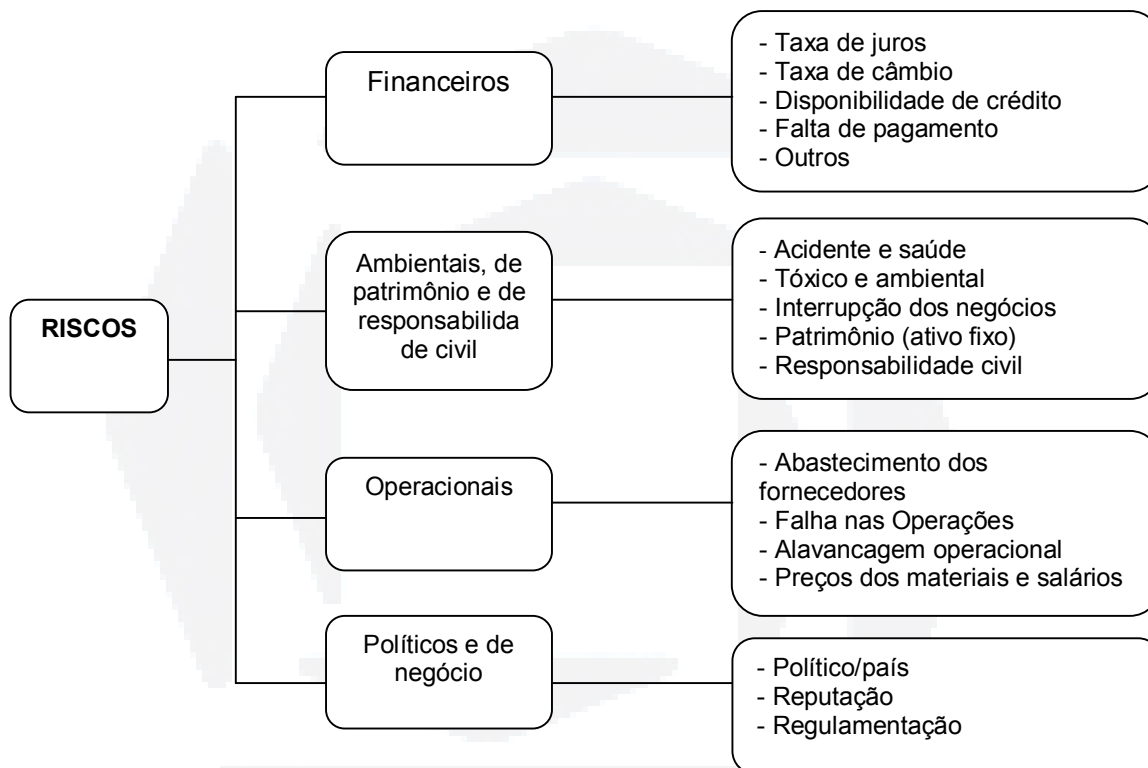 Financeiros
- Taxa de juros
- Taxa de câmbio
- Disponibilidade de crédito
- Falta de pagamento
- Outros
RISCOS
Ambientais, de
patrimônio e de
responsabilida
de civil
- Acidente e saúde
- Tóxico e ambiental
- Interrupção dos negócios
- Patrimônio (ativo fixo)
- Responsabilidade civil
Operacionais
- Abastecimento dos
fornecedores
- Falha nas Operações
- Alavancagem operacional
- Preços dos materiais e salários
Políticos e de
negócio
- Político/país
- Reputação
- Regulamentação